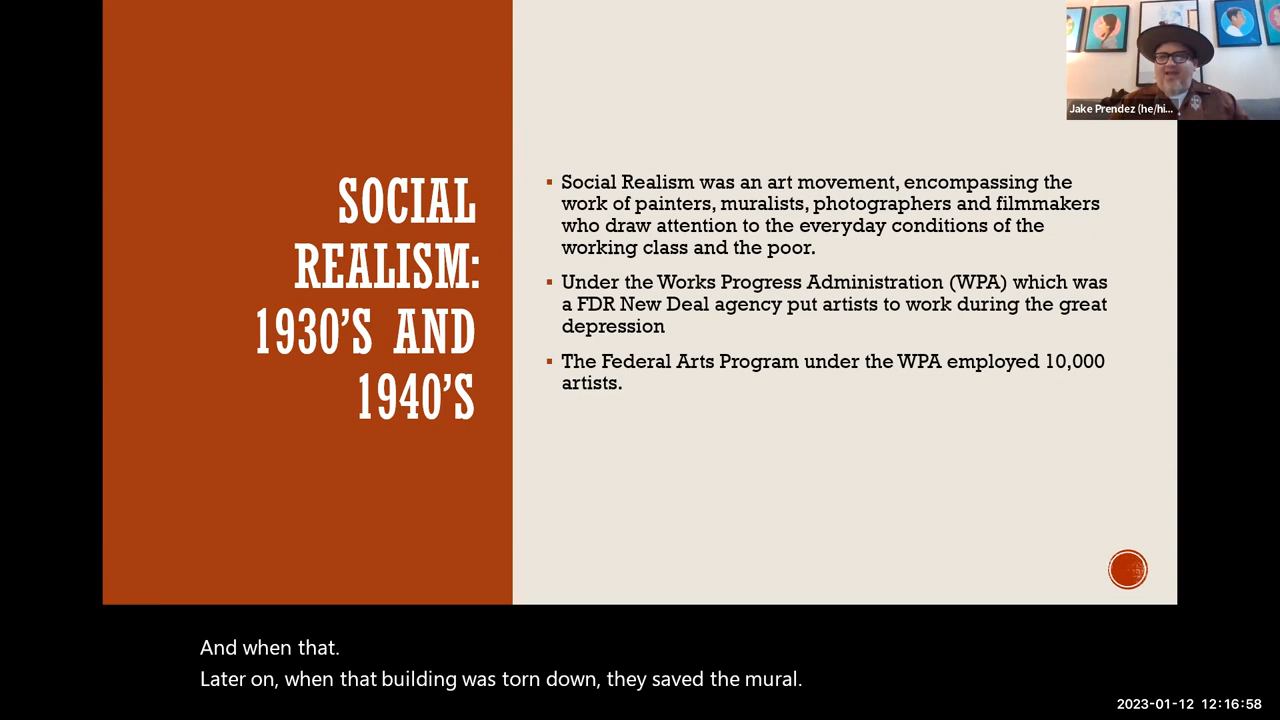 Jake Prendez (he/hi...
SOCIAL
REALISM:
1930'S AND
1940'S
Social Realism was an art movement, encompassing the
work of painters, muralists, photographers and filmmakers
who draw attention to the everyday conditions of the
working class and the poor.
Under the Works Progress Administration (WPA) which was
a FDR New Deal agency put artists to work during the great
depression
The Federal Arts Program under the WPA employed 10,000
artists.
And when that.
Later on, when that building was torn down, they saved the mural.
2023-01-12 12:16:58